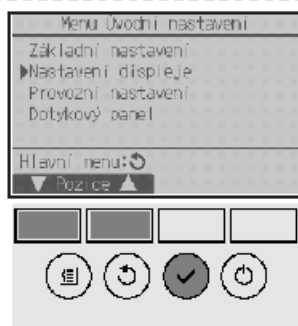 Menu Úvodní nastavení
Základní nastavení
▶Nastavení displeje
Provozní nastavení
Dotykový panel
Hlavní menu:↺
▼ Pozice ▲